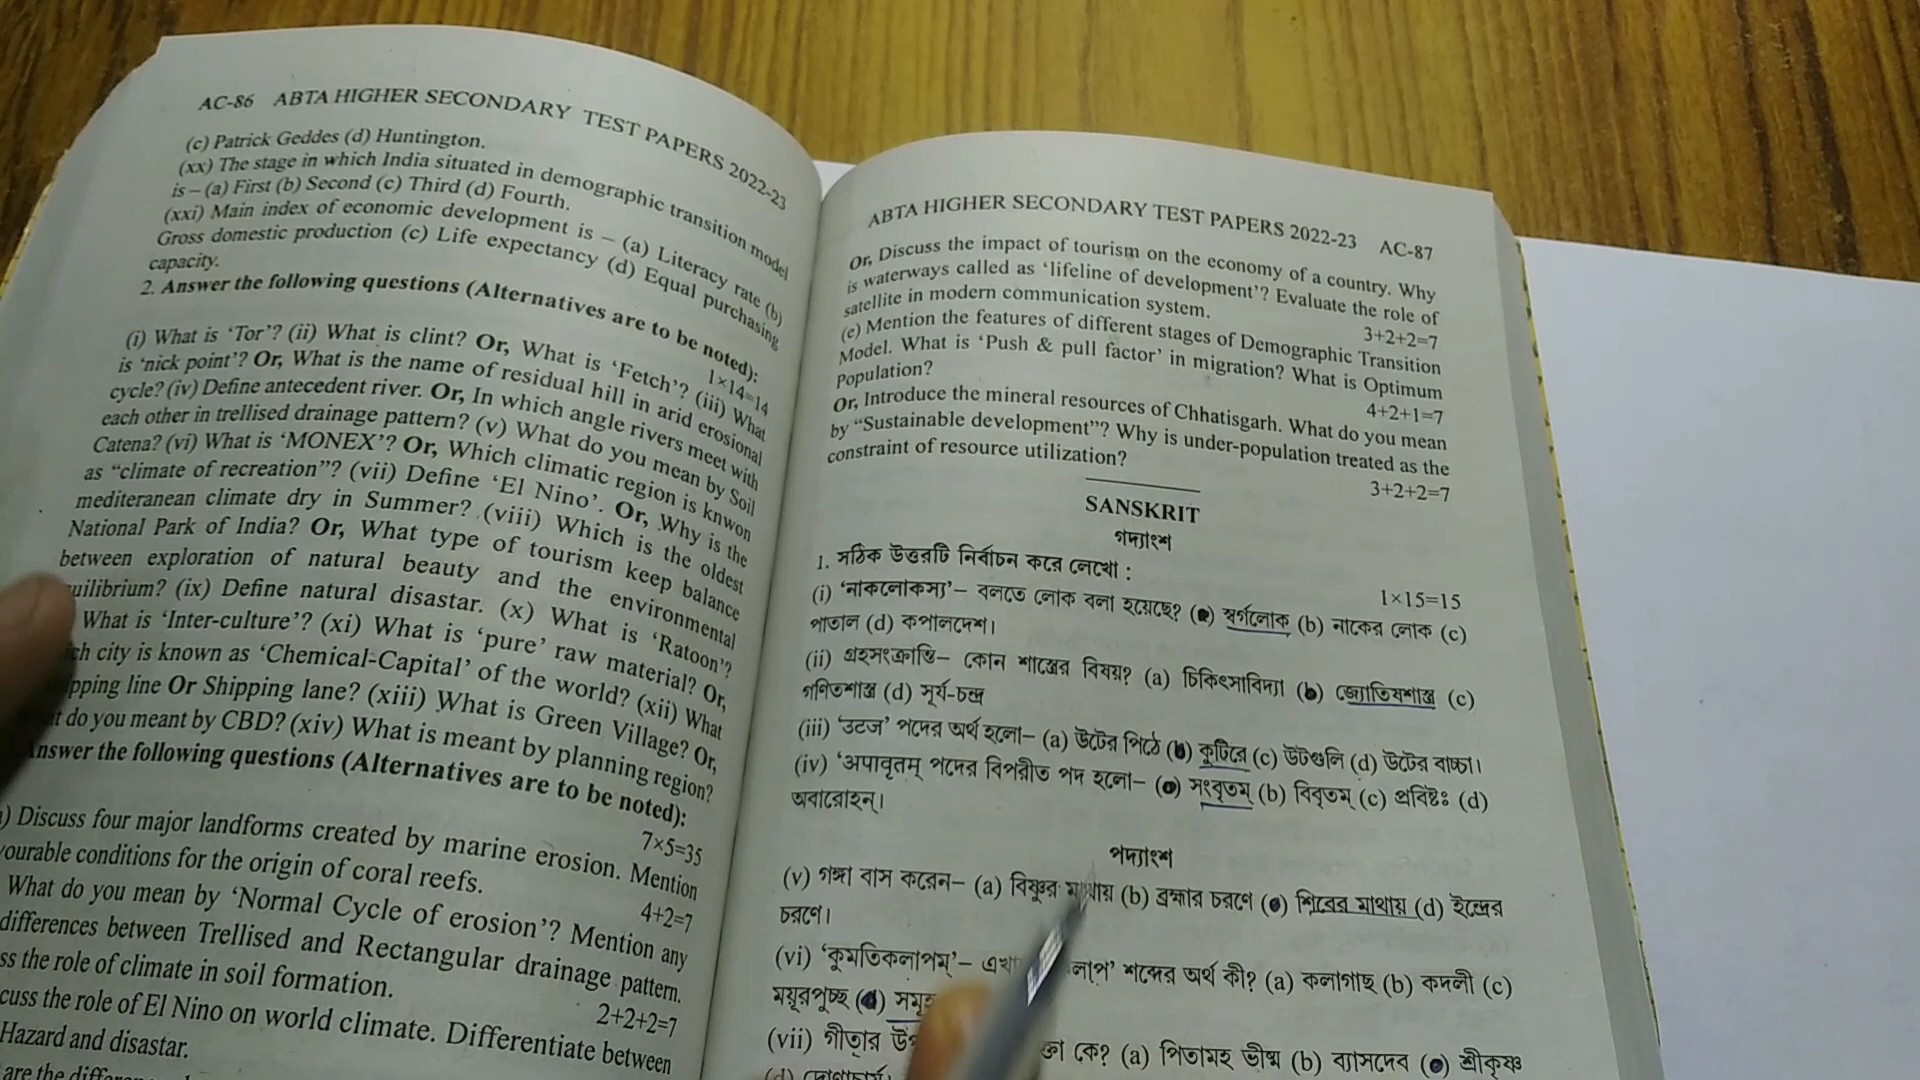 AC-86 ABTA HIGHER SECONDARY TEST PAPERS 2022-23
(c) Patrick Geddes (d) Huntington.
(xx) The stage in which India situated in demographic transition model
is – (a) First (b) Second (c) Third (d) Fourth.
(xxi) Main index of economic development is – (a) Literacy rate (b)
Gross domestic production (c) Life expectancy (d) Equal purchasing
capacity.
2. Answer the following questions (Alternatives are to be noted):
1×14=14
(i) What is ‘Tor’? (ii) What is clint? Or, What is ‘Fetch’? (iii) What
is ‘nick point’? Or, What is the name of residual hill in arid erosional
cycle? (iv) Define antecedent river. Or, In which angle rivers meet with
each other in trellised drainage pattern? (v) What do you mean by Soil
Catena? (vi) What is ‘MONEX’? Or, Which climatic region is knwon
as “climate of recreation”? (vii) Define ‘El Nino’. Or, Why is the
mediteranean climate dry in Summer? (viii) Which is the oldest
National Park of India? Or, What type of tourism keep balance
between exploration of natural beauty and the environmental
uilibrium? (ix) Define natural disastar. (x) What is ‘Ratoon’?
What is ‘Inter-culture’? (xi) What is ‘pure’ raw material? Or,
ch city is known as ‘Chemical-Capital’ of the world? (xii) What
pping line Or Shipping lane? (xiii) What is Green Village? Or,
t do you meant by CBD? (xiv) What is meant by planning region?
Answer the following questions (Alternatives are to be noted):
7×5=35
) Discuss four major landforms created by marine erosion. Mention
vourable conditions for the origin of coral reefs.
4+2=7
What do you mean by ‘Normal Cycle of erosion’? Mention any
differences between Trellised and Rectangular drainage pattern.
ss the role of climate in soil formation.
2+2+2=7
cuss the role of El Nino on world climate. Differentiate between
Hazard and disastar.
are the
ABTA HIGHER SECONDARY TEST PAPERS 2022-23 AC-87
Or, Discuss the impact of tourism on the economy of a country. Why
is waterways called as ‘lifeline of development’? Evaluate the role of
satellite in modern communication system.
3+2+2=7
(e) Mention the features of different stages of Demographic Transition
Model. What is ‘Push & pull factor’ in migration? What is Optimum
Population?
4+2+1=7
Or, Introduce the mineral resources of Chhatisgarh. What do you mean
by “Sustainable development”? Why is under-population treated as the
constraint of resource utilization?
3+2+2=7
SANSKRIT
গদ্যাংশ
1. সঠিক উত্তরটি নির্বাচন করে লেখো :
1×15=15
(i) ‘নাকলোকস্য’– বলতে লোক বলা হয়েছে? (a) স্বর্গলোক (b) নাকের লোক (c)
পাতাল (d) কপালদেশ।
(ii) গ্রহসংক্রান্তি– কোন শাস্ত্রের বিষয়? (a) চিকিৎসাবিদ্যা (b) জ্যোতিষশাস্ত্র (c)
গণিতশাস্ত্র (d) সূর্য-চন্দ্র
(iii) ‘उटज’ পদের অর্থ হলো– (a) উটের পিঠে (b) কুটিরে (c) উটগুলি (d) উটের বাচ্চা।
(iv) ‘अपावृतम् পদের বিপরীত পদ হলো– (a) संवृतम् (b) विवृतम् (c) प्रविष्टः (d)
अवारोहन्।
পদ্যাংশ
(v) গঙ্গা বাস করেন– (a) বিষ্ণুর মাথায় (b) ব্রহ্মার চরণে (c) শিবের মাথায় (d) ইন্দ্রের
চরণে।
(vi) ‘কুমতিকলাপম্’– শব্দের অর্থ কী? (a) কলাগাছ (b) কদলী (c)
ময়ূরপুচ্ছ (d)
(vii) গীতার কে? (a) পিতামহ ভীষ্ম (b) ব্যাসদেব (c) শ্রীকৃষ্ণ